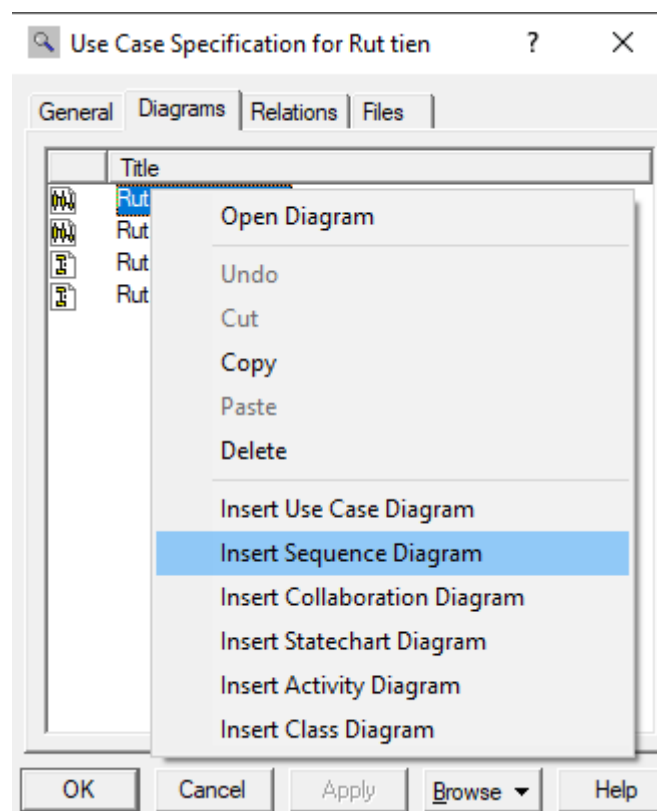 Use Case Specification for Rut tien ? ×
General Diagrams Relations Files
Title
Rut
Rut
Rut
Rut
Open Diagram
Undo
Cut
Copy
Paste
Delete
Insert Use Case Diagram
Insert Sequence Diagram
Insert Collaboration Diagram
Insert Statechart Diagram
Insert Activity Diagram
Insert Class Diagram
OK Cancel Apply Browse Help